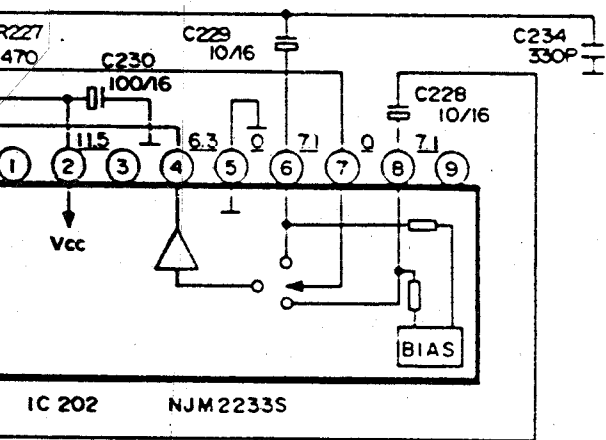 R227
470
C229
10/16
C234
330P
C230
100/16
C228
10/16
11.5
6.3
0
7.1
0
7.1
1
2
3
4
5
6
7
8
9
Vcc
BIAS
IC 202
NJM2233S